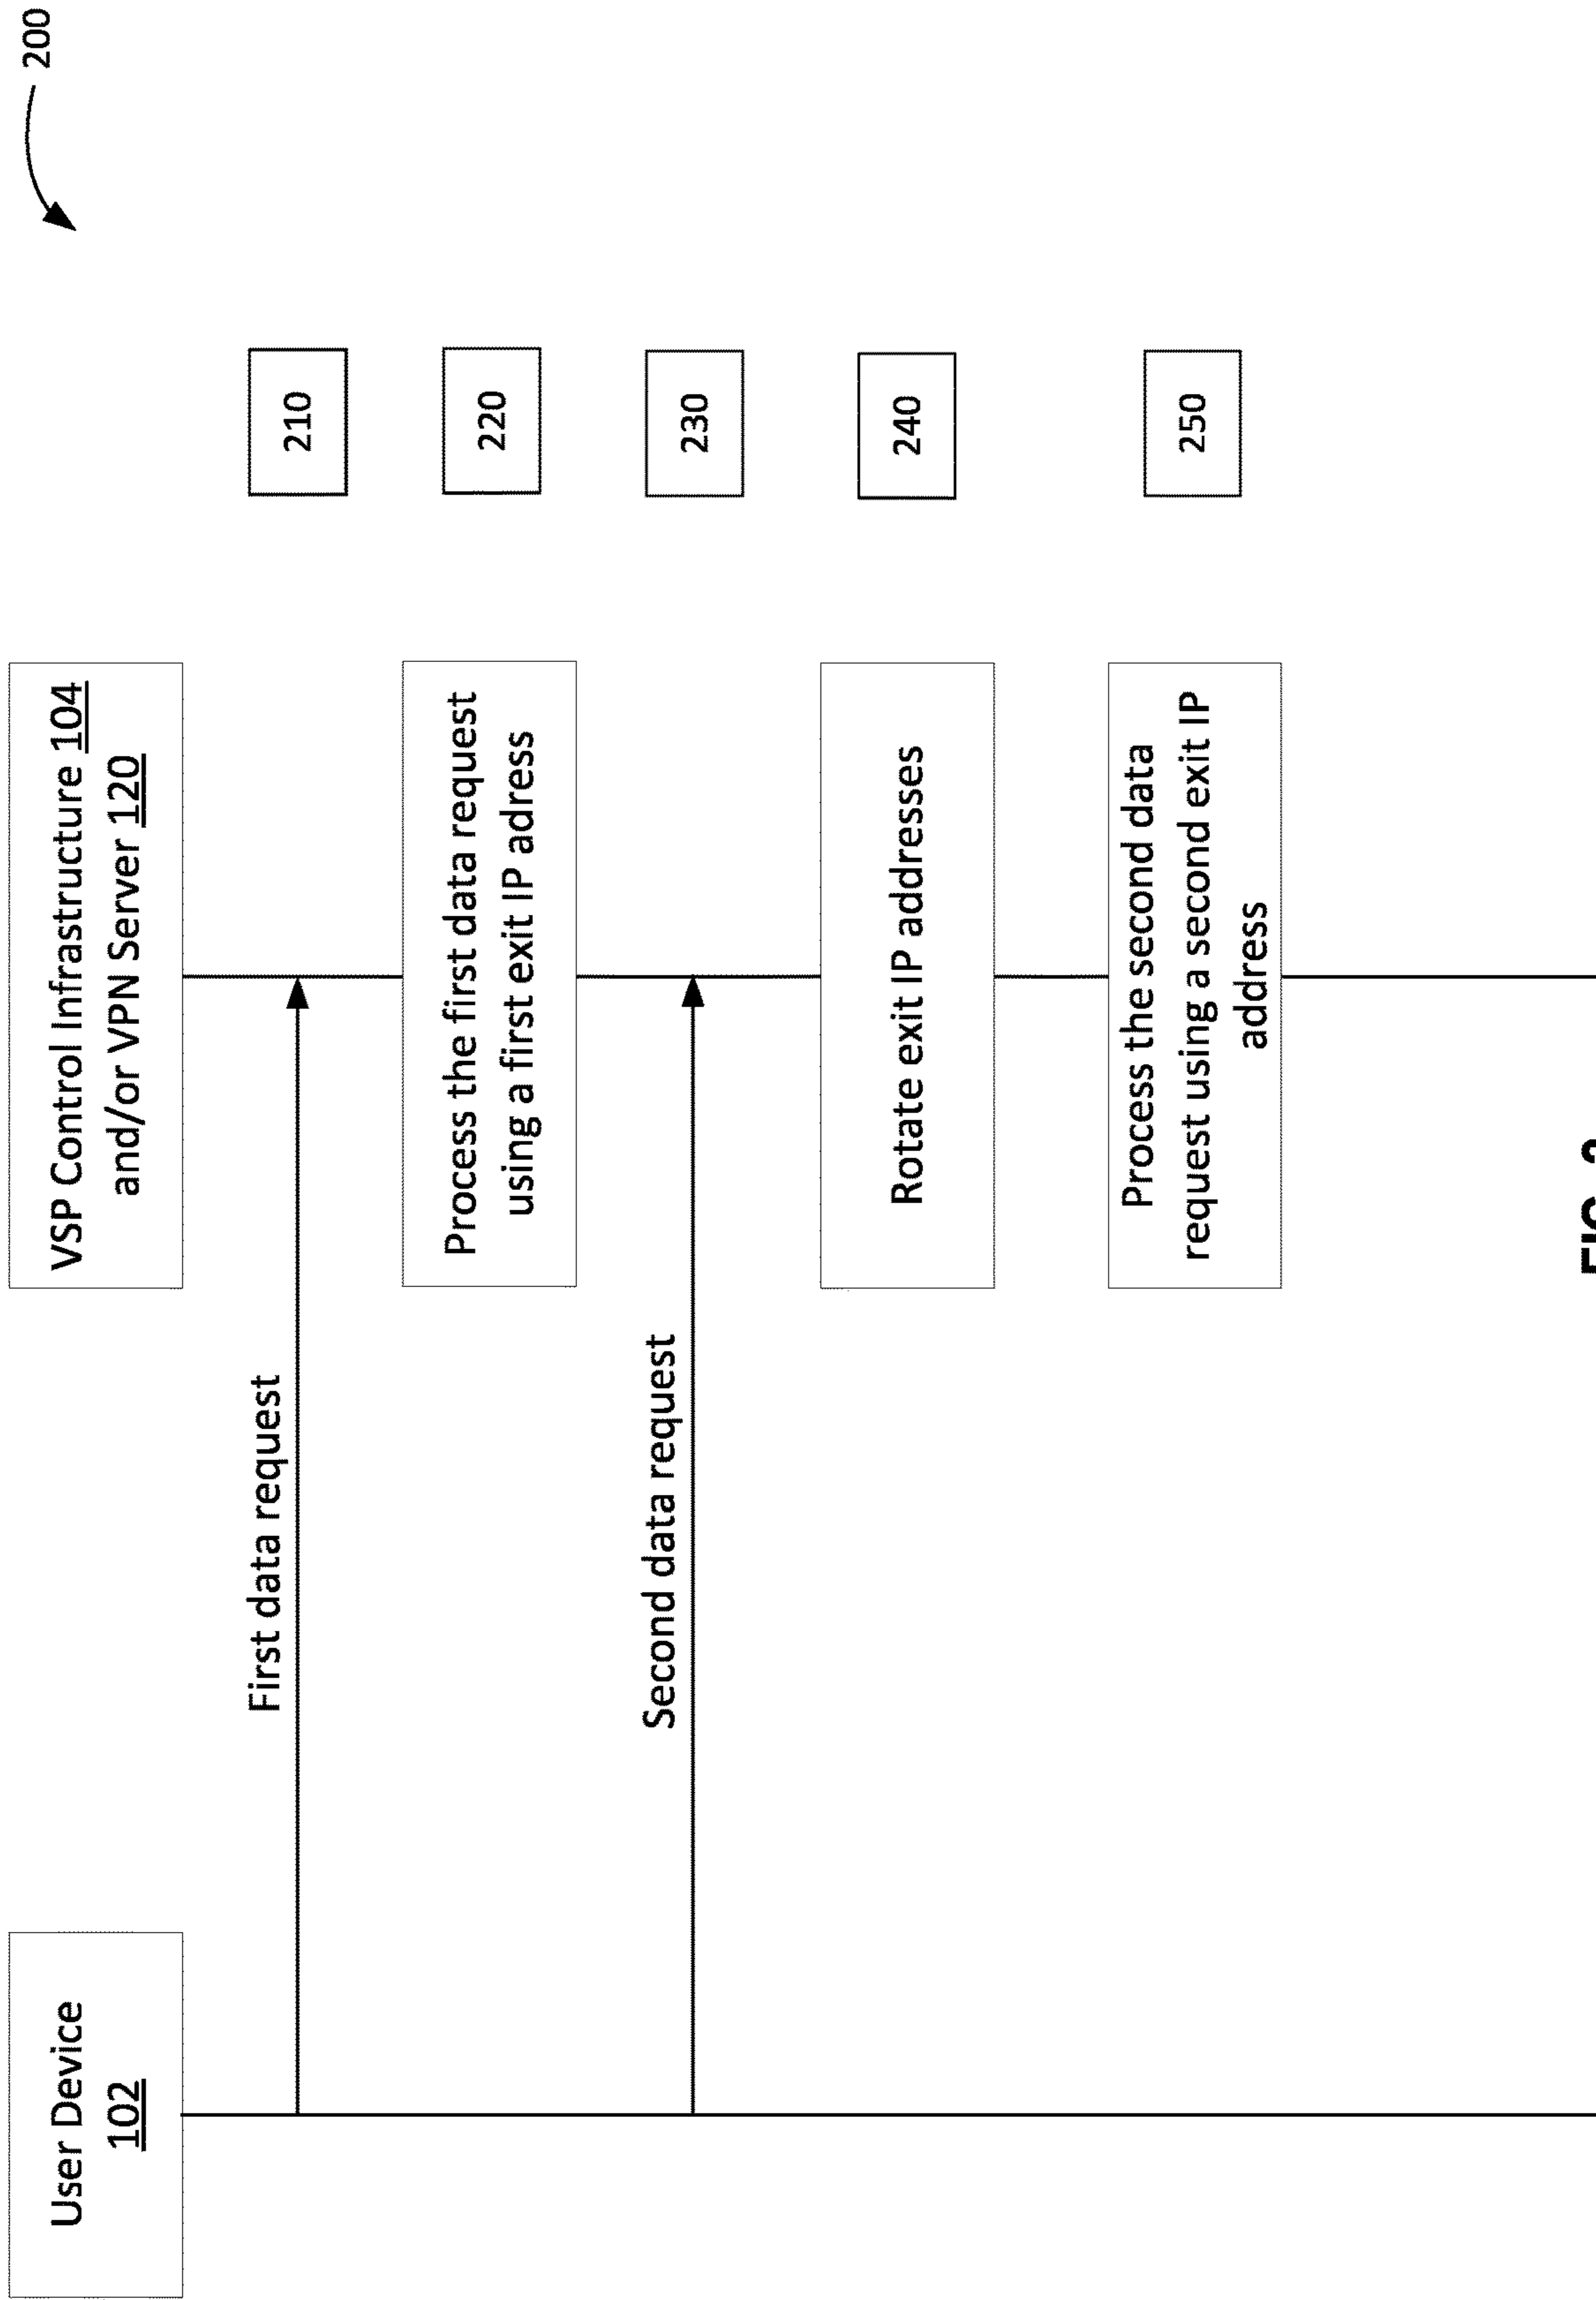 200
User Device
102
VSP Control Infrastructure 104
and/or VPN Server 120
First data request
210
Process the first data request
using a first exit IP adress
220
Second data request
230
Rotate exit IP addresses
240
Process the second data
request using a second exit IP
address
250